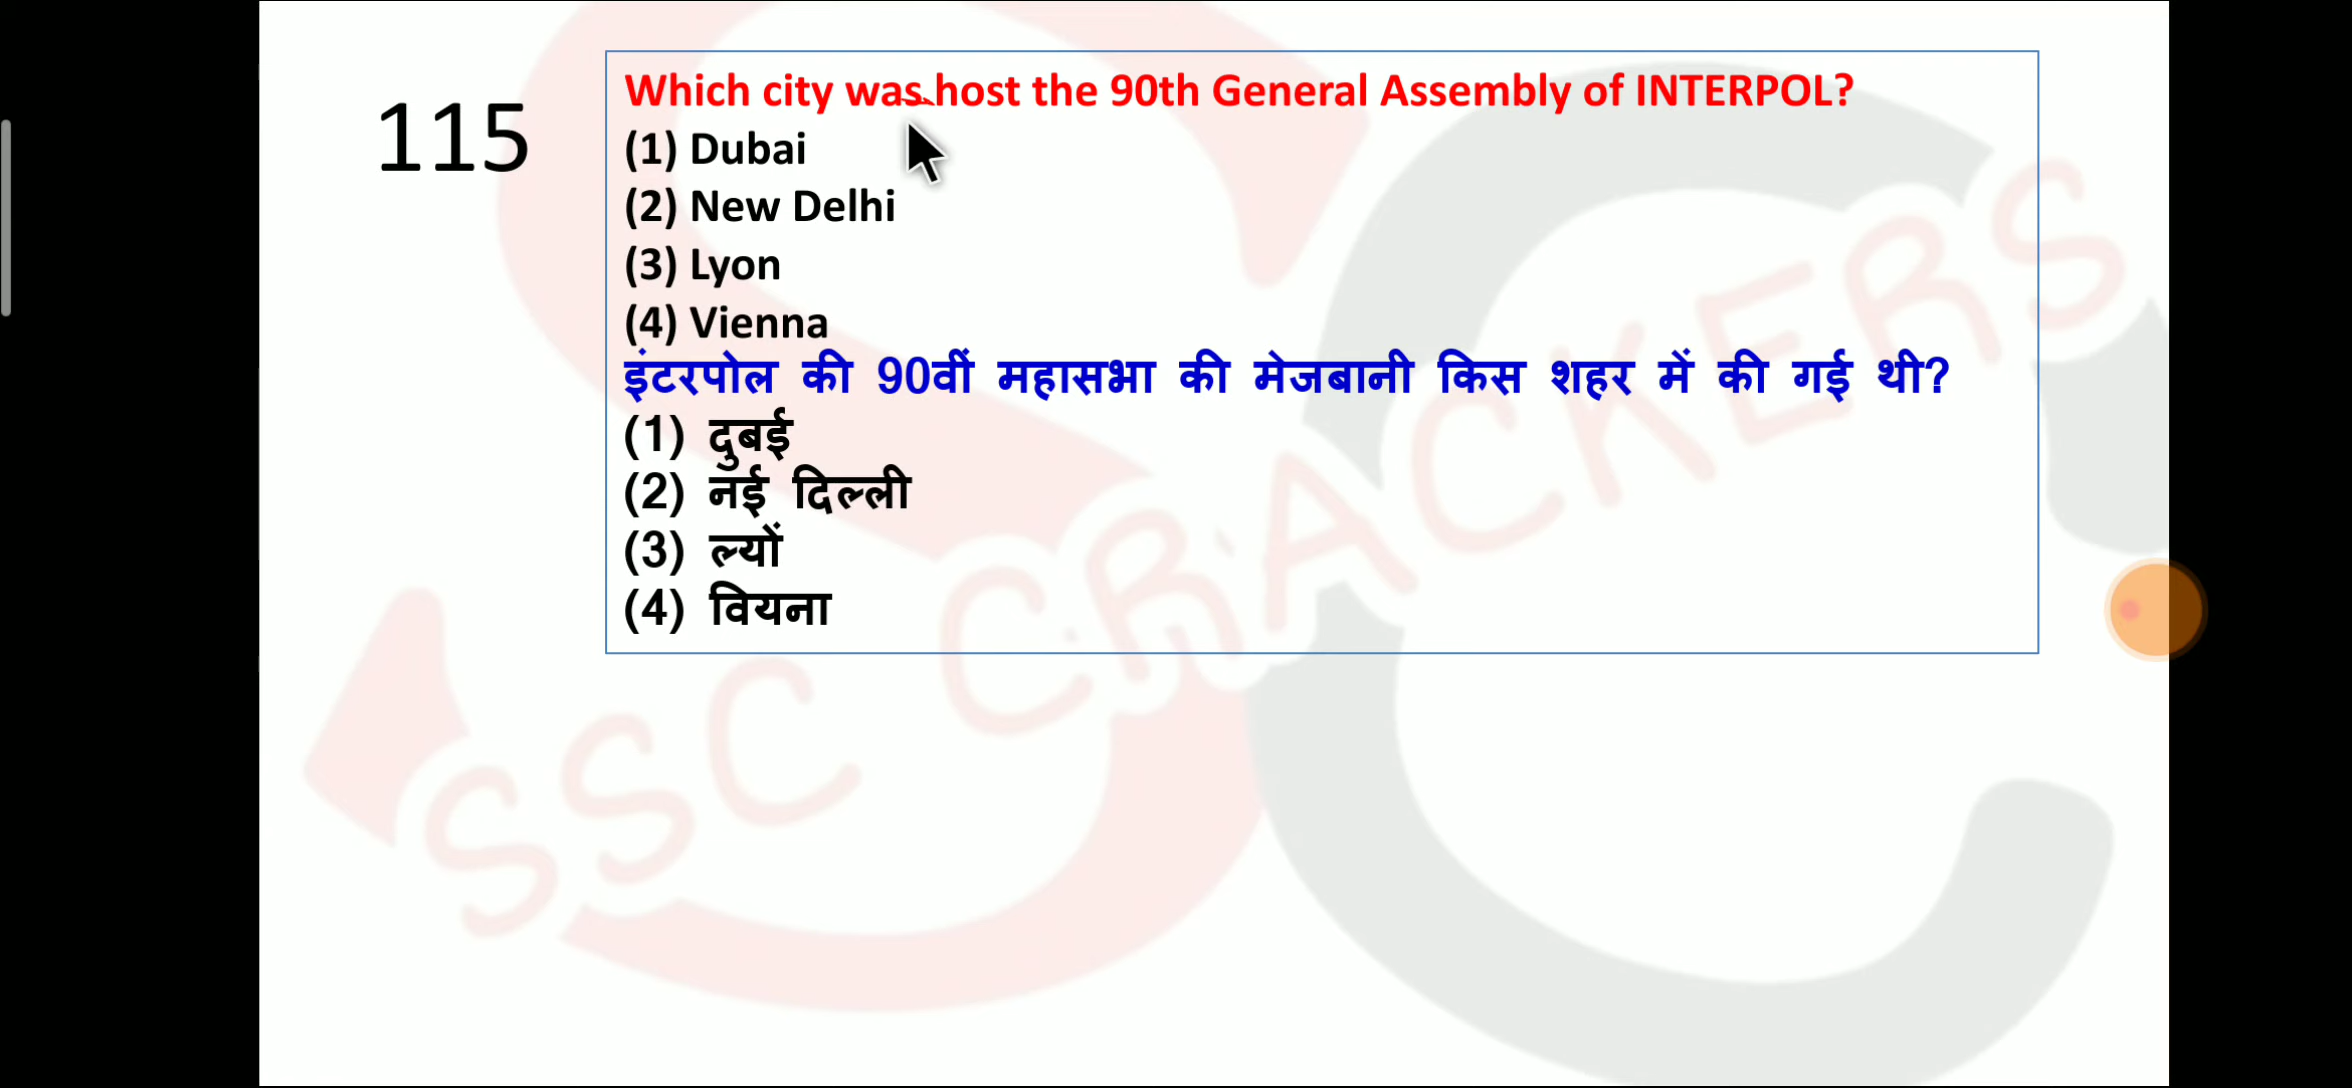 115
Which city was host the 90th General Assembly of INTERPOL?
(1) Dubai
(2) New Delhi
(3) Lyon
(4) Vienna
इंटरपोल की 90वीं महासभा की मेजबानी किस शहर में की गई थी?
(1) दुबई
(2) नई दिल्ली
(3) ल्यों
(4) वियना
SSC CRACKERS